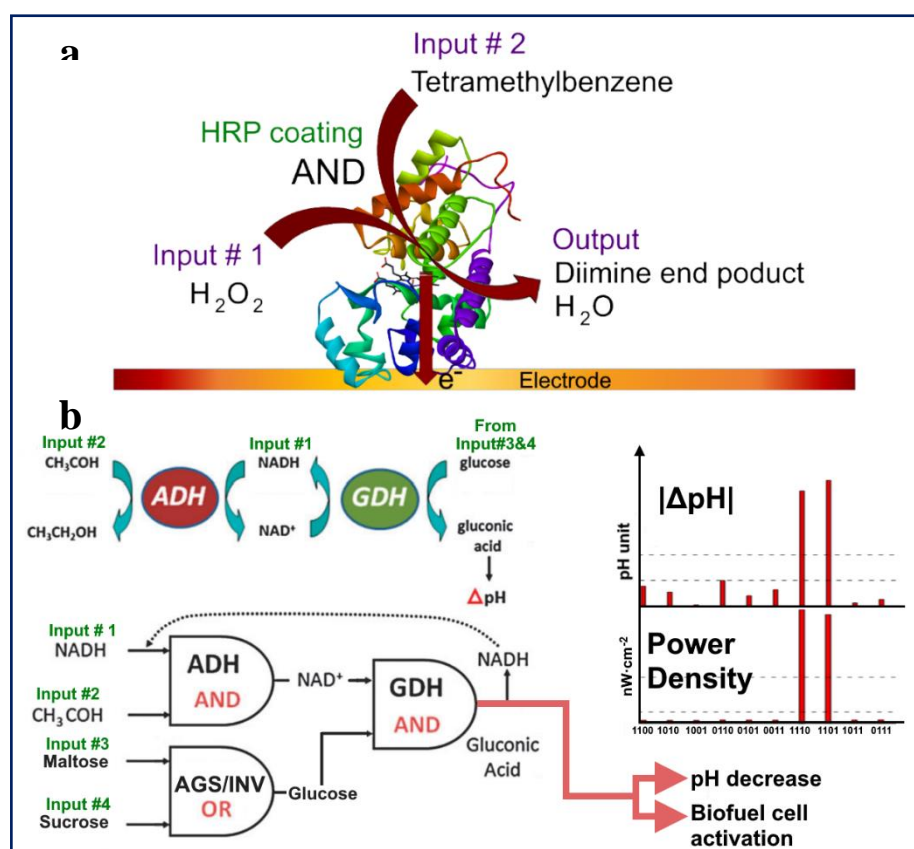 a
Input # 2
Tetramethylbenzene
HRP coating
AND
Input # 1
H₂O₂
Output
Diimine end poduct
H₂O
e⁻
Electrode
b
Input #2
CH₃COH
Input #1
NADH
From
Input#3&4
glucose
ADH
GDH
CH₃CH₂OH
NAD⁺
gluconic
acid
ΔpH
|ΔpH|
pH unit
Power
Density
nW·cm⁻²
1100 1010 1001 0110 0101 0011 1110 1101 1011 0111
Input # 1
NADH
ADH
AND
NAD⁺
NADH
GDH
AND
Input #2
CH₃COH
Input #3
Maltose
AGS/INV
OR
Glucose
Gluconic
Acid
Input #4
Sucrose
pH decrease
Biofuel cell
activation